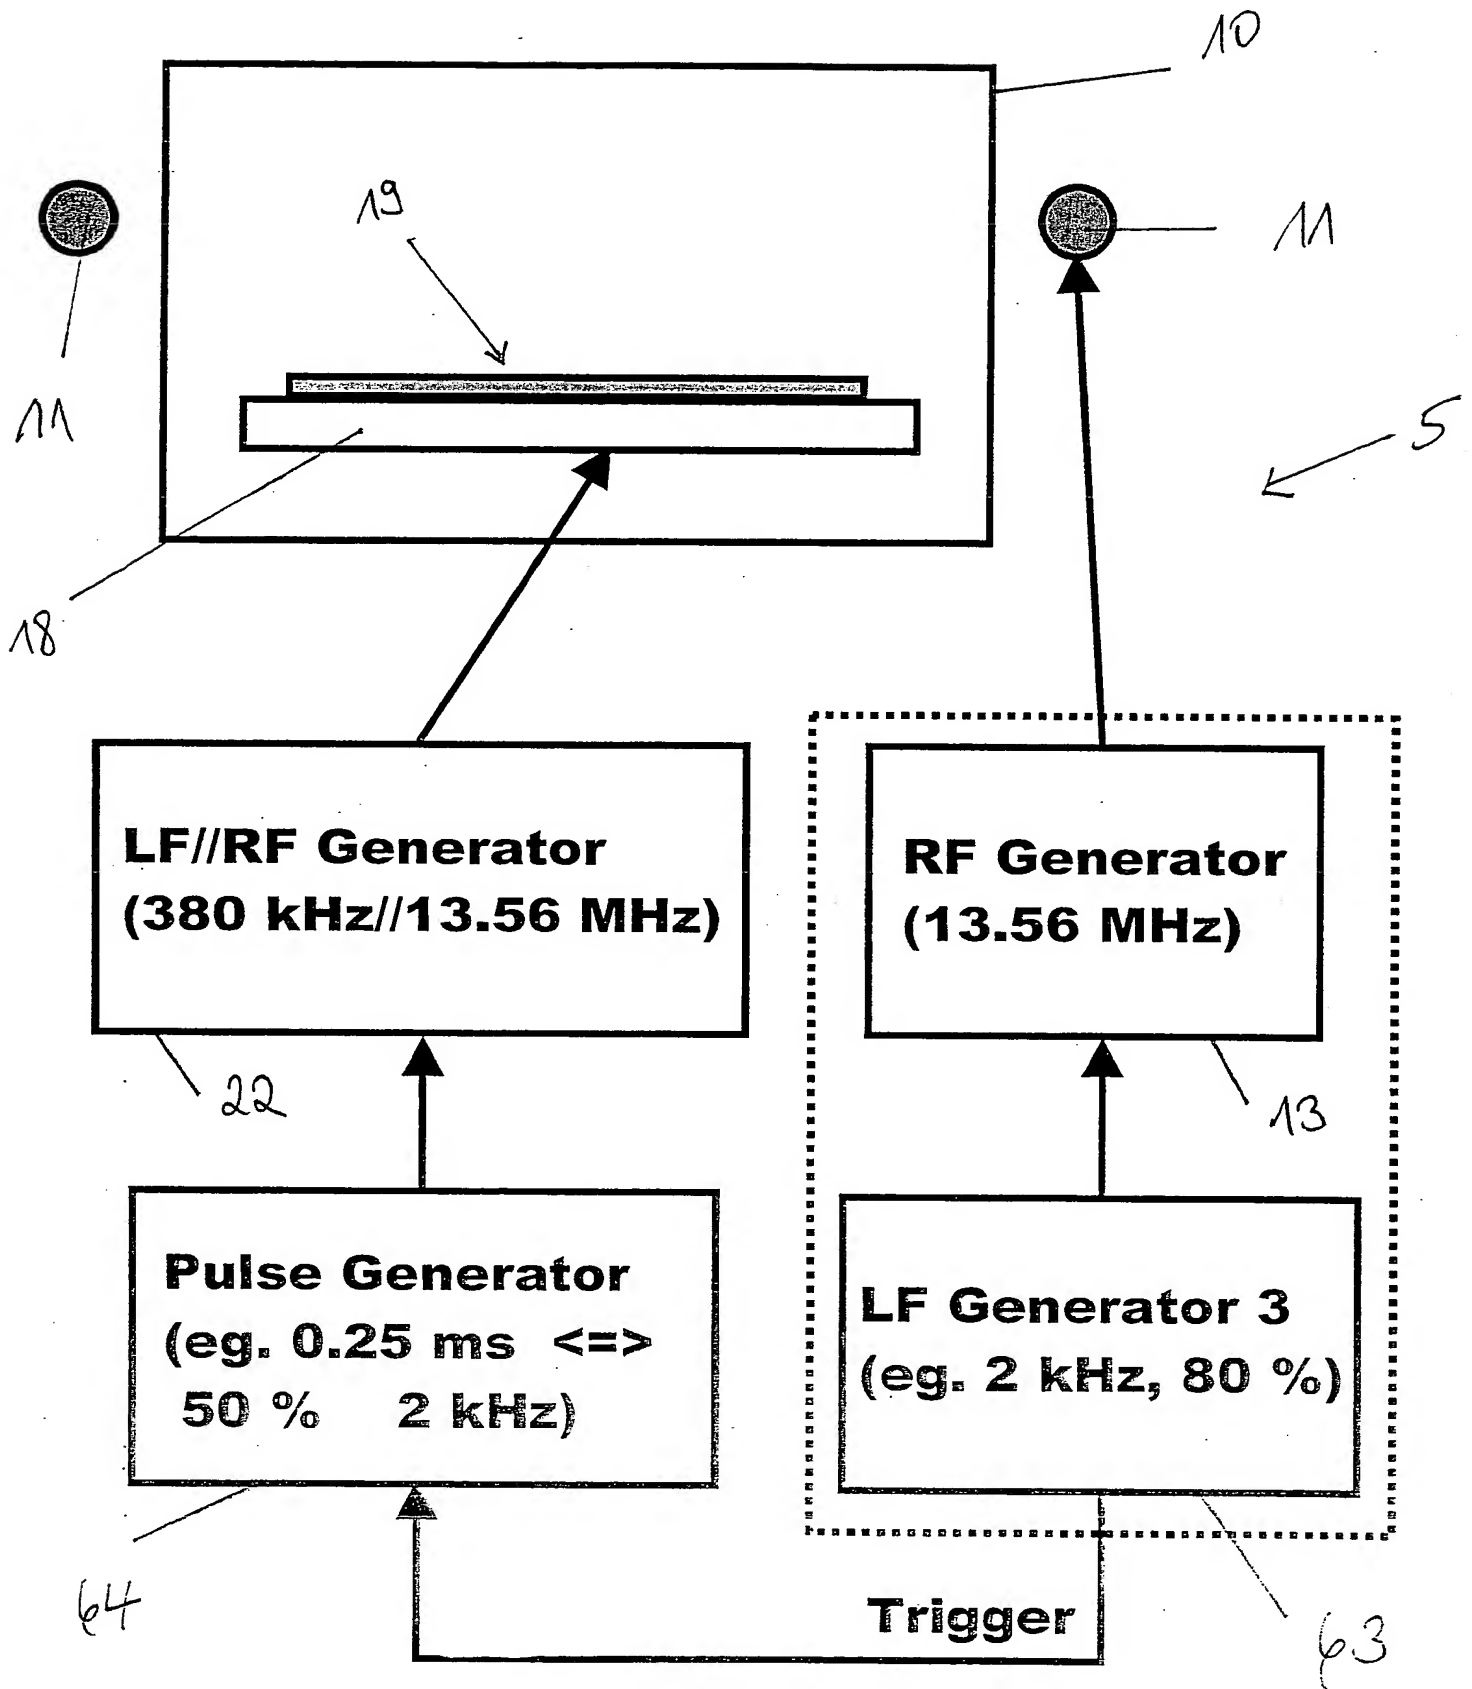 10
19
11
11
5
18
LF//RF Generator
(380 kHz//13.56 MHz)
RF Generator
(13.56 MHz)
22
13
Pulse Generator
(eg. 0.25 ms <=>
50 % 2 kHz)
LF Generator 3
(eg. 2 kHz, 80 %)
64
Trigger
63